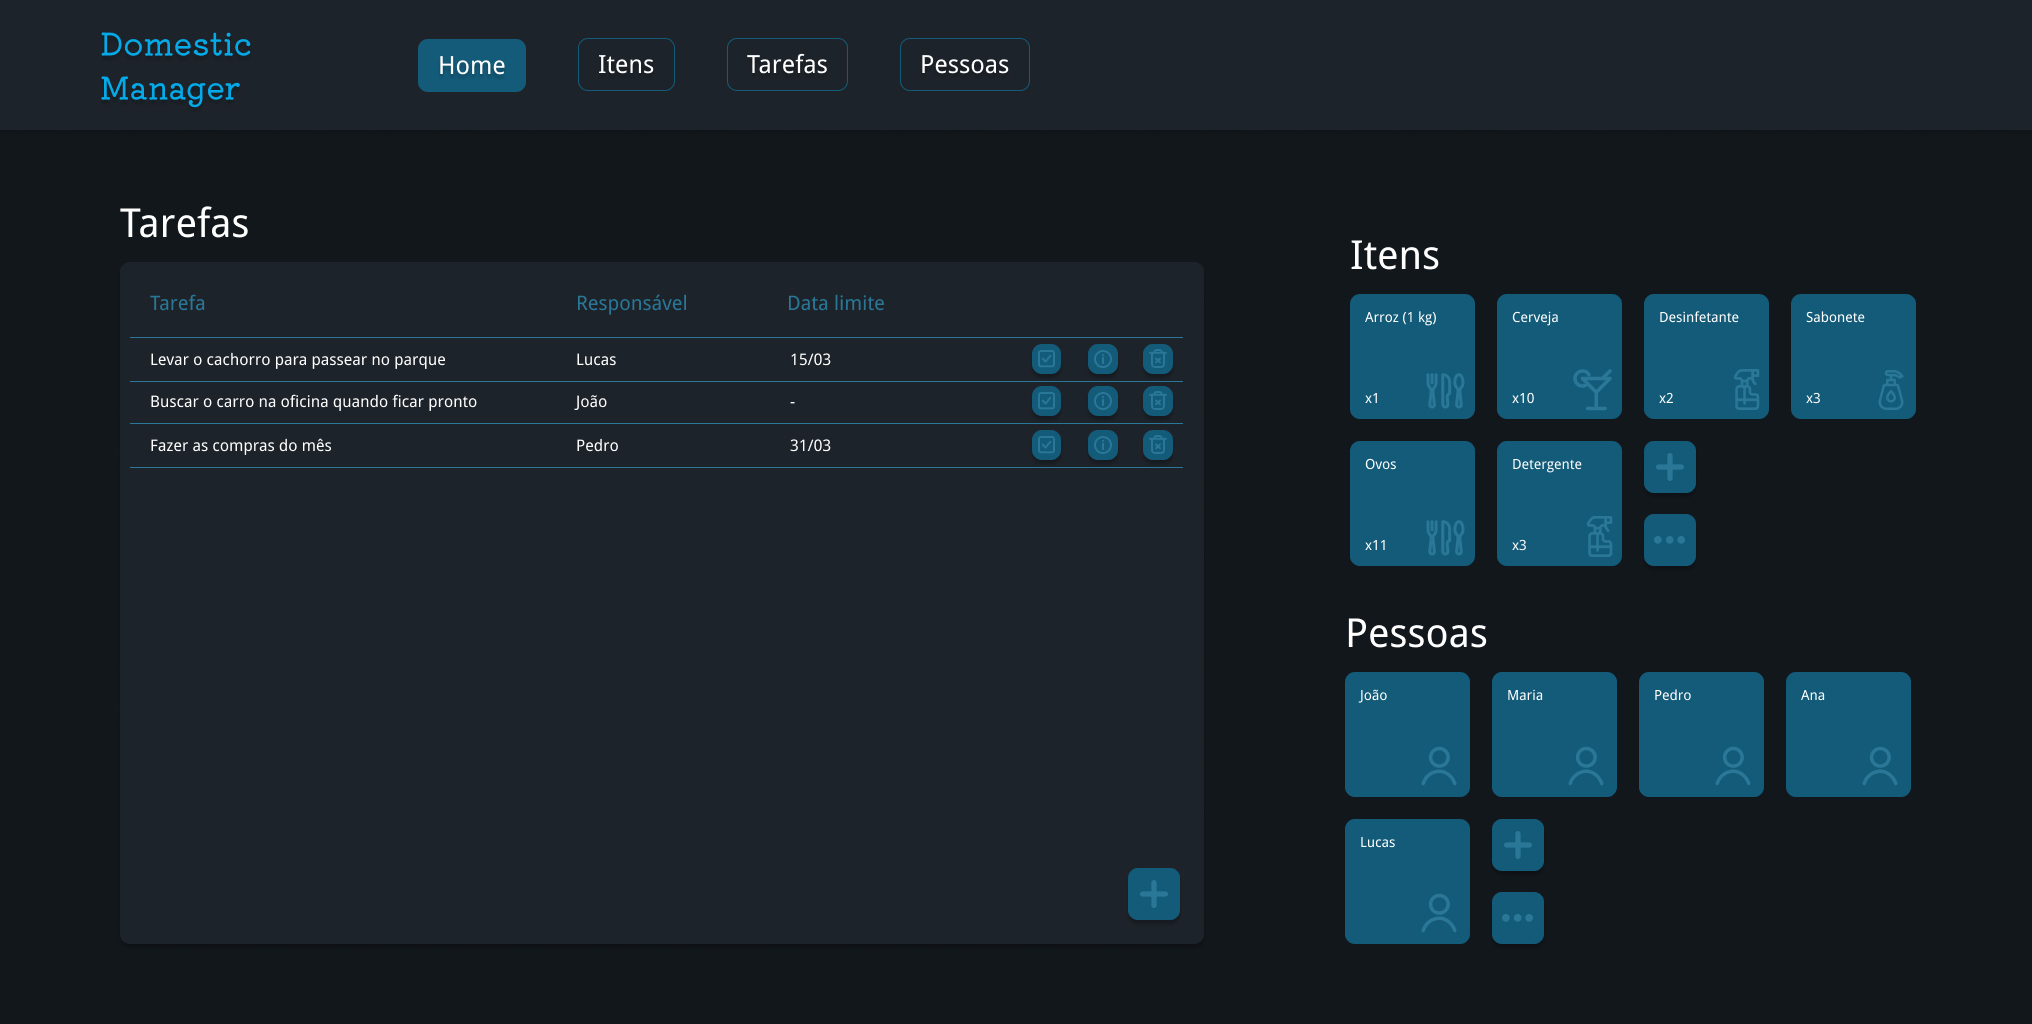 Domestic
Manager
Home
Itens
Tarefas
Pessoas
Tarefas
Tarefa Responsável Data limite
Levar o cachorro para passear no parque Lucas 15/03
Buscar o carro na oficina quando ficar pronto João -
Fazer as compras do mês Pedro 31/03
Itens
Arroz (1 kg)
x1
Cerveja
x10
Desinfetante
x2
Sabonete
x3
Ovos
x11
Detergente
x3
Pessoas
João
Maria
Pedro
Ana
Lucas